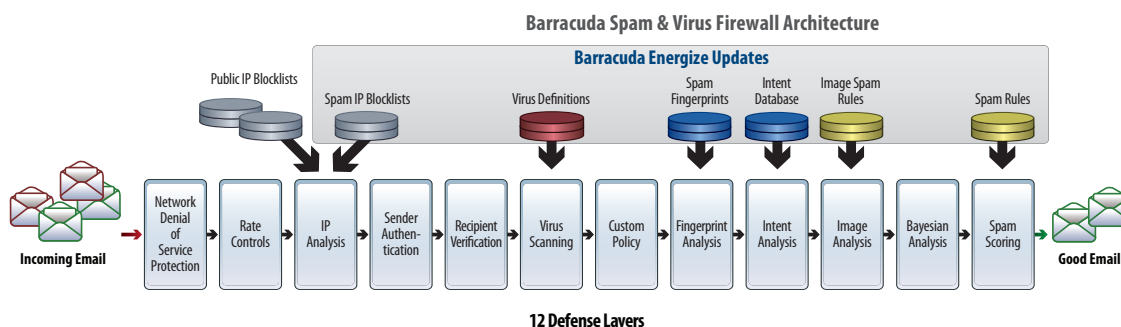 Barracuda Spam & Virus Firewall Architecture
Barracuda Energize Updates
Public IP Blocklists
Spam IP Blocklists
Virus Definitions
Spam
Fingerprints
Intent
Database
Image Spam
Rules
Spam Rules
Incoming Email
Network
Denial
of
Service
Protection
Rate
Controls
IP
Analysis
Sender
Authen-
tication
Recipient
Verification
Virus
Scanning
Custom
Policy
Fingerprint
Analysis
Intent
Analysis
Image
Analysis
Bayesian
Analysis
Spam
Scoring
Good Email
12 Defense Layers